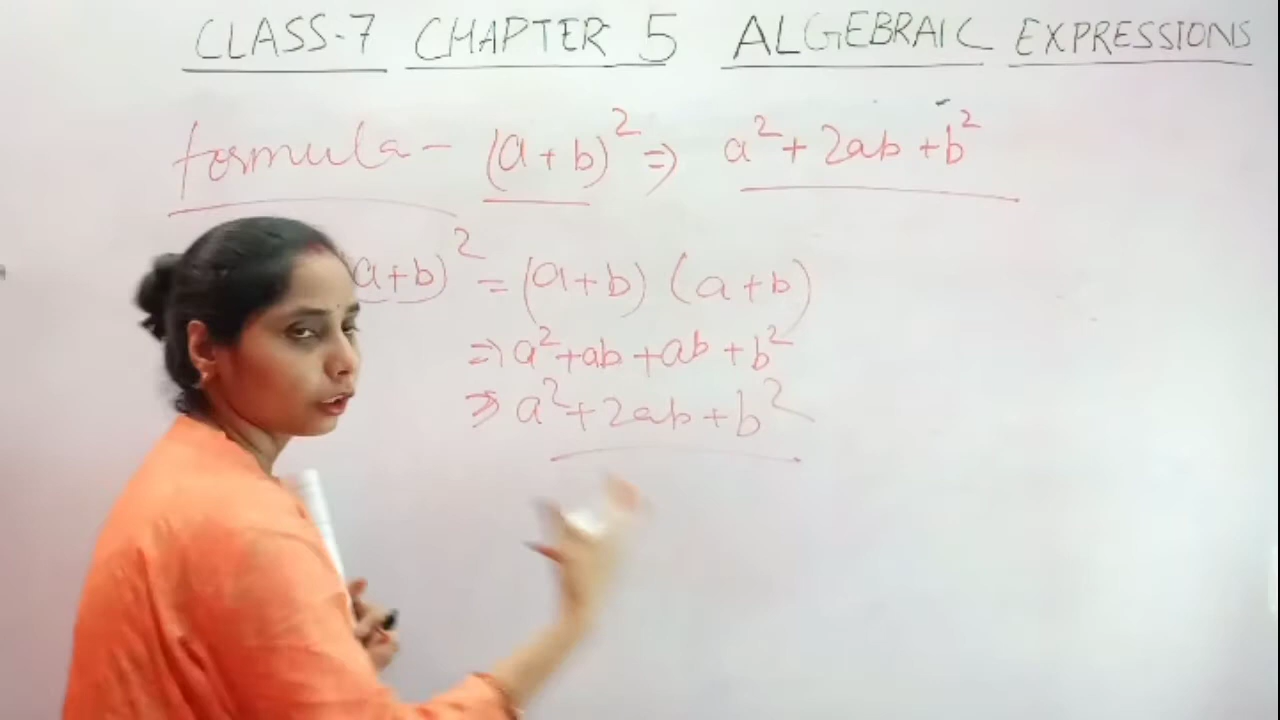 CLASS-7 CHAPTER 5 ALGEBRAIC EXPRESSIONS
formula - (a+b)² ⇒ a² + 2ab + b²
(a+b)² = (a+b) (a+b)
⇒ a² + ab + ab + b²
⇒ a² + 2ab + b²